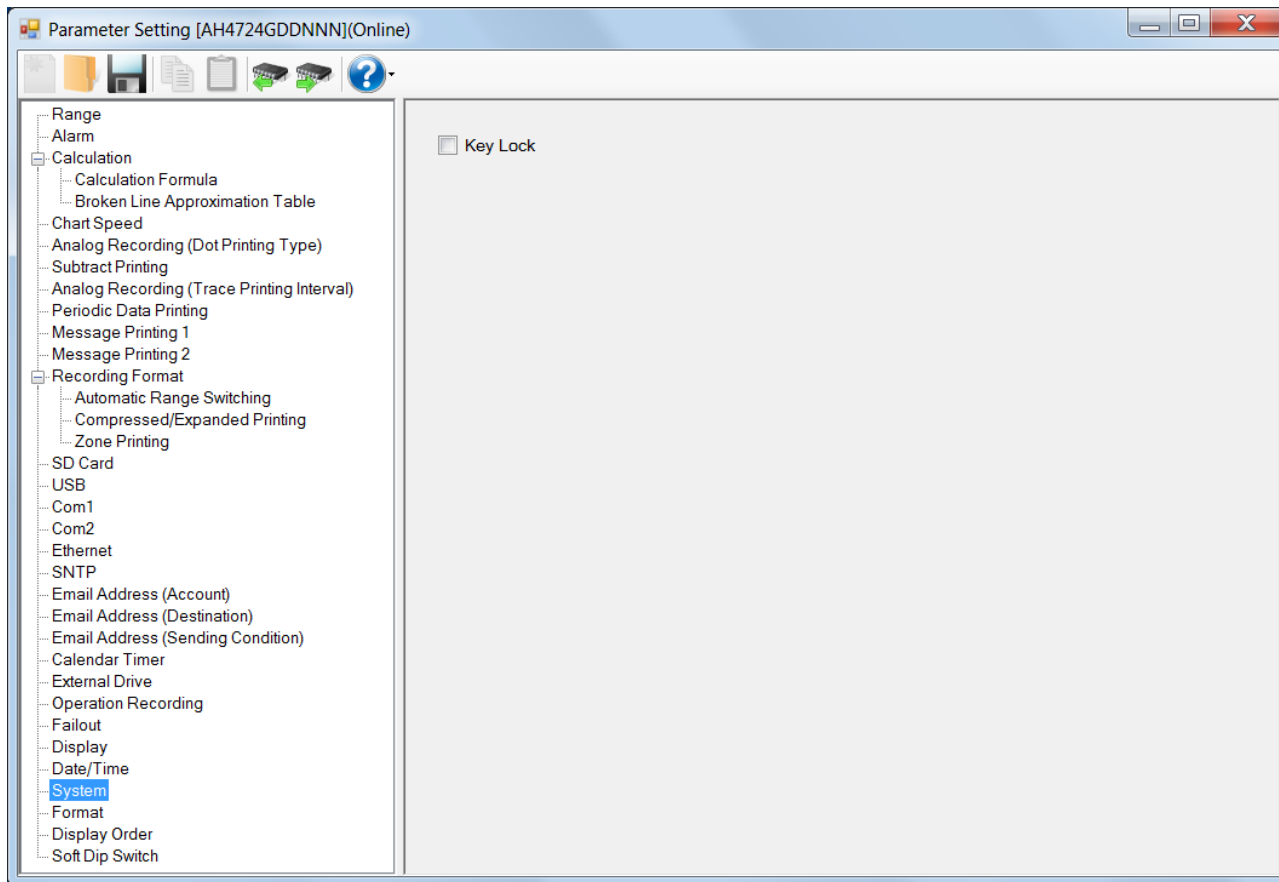 Parameter Setting [AH4724GDDNNN](Online)
Range
Alarm
Calculation
Calculation Formula
Broken Line Approximation Table
Chart Speed
Analog Recording (Dot Printing Type)
Subtract Printing
Analog Recording (Trace Printing Interval)
Periodic Data Printing
Message Printing 1
Message Printing 2
Recording Format
Automatic Range Switching
Compressed/Expanded Printing
Zone Printing
SD Card
USB
Com1
Com2
Ethernet
SNTP
Email Address (Account)
Email Address (Destination)
Email Address (Sending Condition)
Calendar Timer
External Drive
Operation Recording
Failout
Display
Date/Time
System
Format
Display Order
Soft Dip Switch
Key Lock